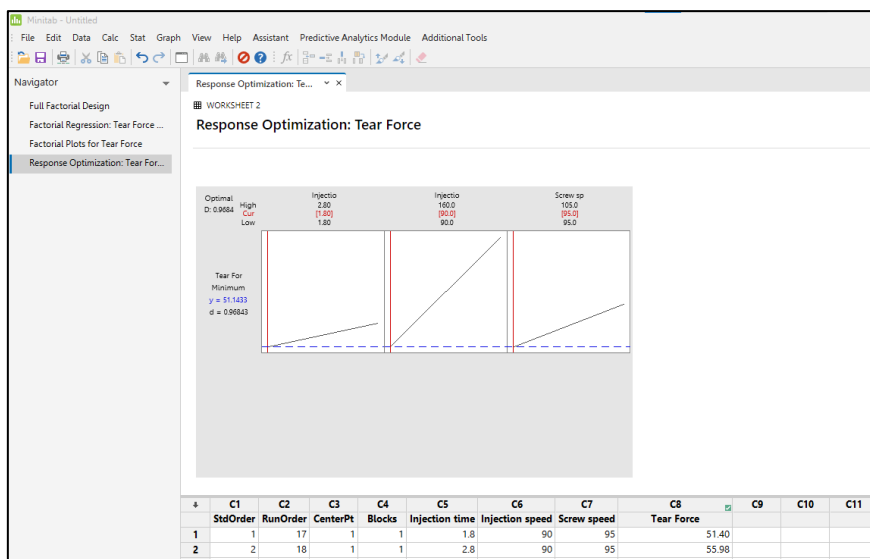 Minitab - Untitled
File Edit Data Calc Stat Graph View Help Assistant Predictive Analytics Module Additional Tools
Navigator
Full Factorial Design
Factorial Regression: Tear Force ...
Factorial Plots for Tear Force
Response Optimization: Tear For...
Response Optimization: Te...
WORKSHEET 2
Response Optimization: Tear Force
Optimal Injectio Injectio Screw sp
D: 0.9684 High 2.80 160.0 105.0
Cur [1.80] [90.0] [95.0]
Low 1.80 90.0 95.0
Tear For
Minimum
y = 51.1433
d = 0.96843
C1 C2 C3 C4 C5 C6 C7 C8 C9 C10 C11
StdOrder RunOrder CenterPt Blocks Injection time Injection speed Screw speed Tear Force
1 1 17 1 1 1.8 90 95 51.40
2 2 18 1 1 2.8 90 95 55.98